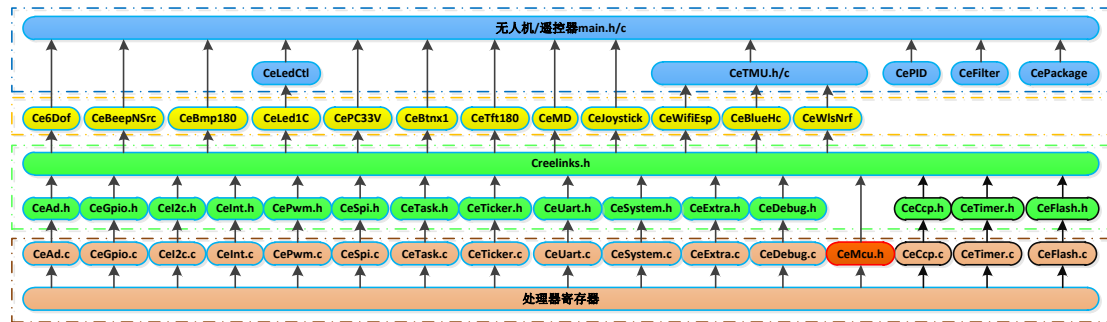 无人机/遥控器main.h/c
CeLedCtl CeTMU.h/c CePID CeFilter CePackage
Ce6Dof CeBeepNSrc CeBmp180 CeLed1C CePC33V CeBtnx1 CeTft180 CeMD CeJoystick CeWifiEsp CeBlueHc CeWlsNrf
Creelinks.h
CeAd.h CeGpio.h CeI2c.h CeInt.h CePwm.h CeSpi.h CeTask.h CeTicker.h CeUart.h CeSystem.h CeExtra.h CeDebug.h CeCcp.h CeTimer.h CeFlash.h
CeAd.c CeGpio.c CeI2c.c CeInt.c CePwm.c CeSpi.c CeTask.c CeTicker.c CeUart.c CeSystem.c CeExtra.c CeDebug.c CeMcu.h CeCcp.c CeTimer.c CeFlash.c
处理器寄存器